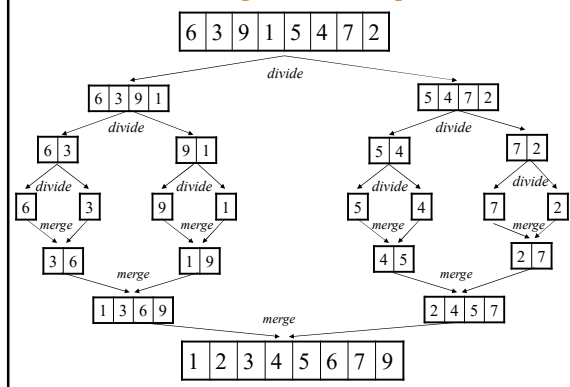 6 3 9 1 5 4 7 2
divide
6 3 9 1 5 4 7 2
divide divide
6 3 9 1 5 4 7 2
divide divide divide divide
6 3 9 1 5 4 7 2
merge merge merge merge
3 6 1 9 4 5 2 7
merge merge
1 3 6 9 2 4 5 7
merge
1 2 3 4 5 6 7 9